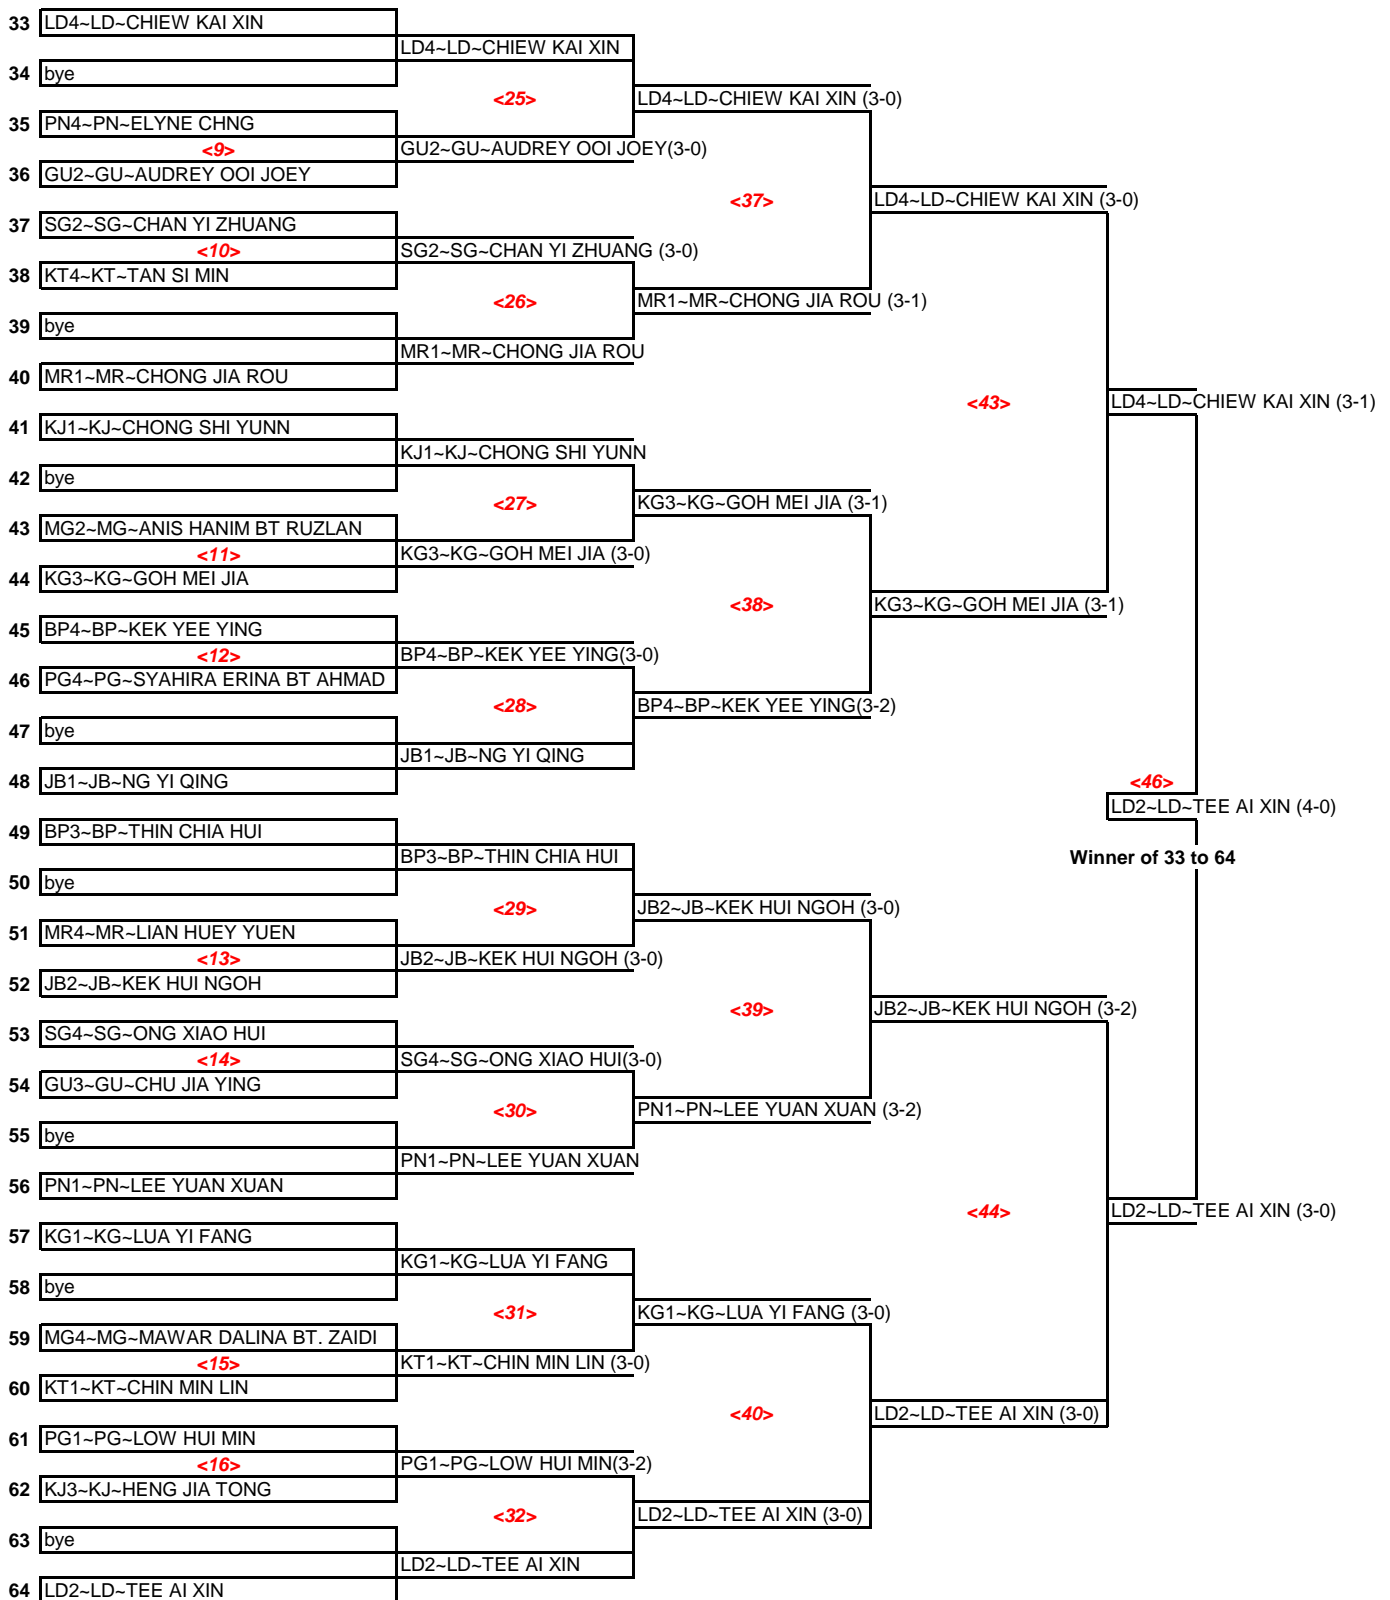 33 LD4~LD~CHIEW KAI XIN
LD4~LD~CHIEW KAI XIN
34 bye
<25> LD4~LD~CHIEW KAI XIN (3-0)
35 PN4~PN~ELYNE CHNG
<9> GU2~GU~AUDREY OOI JOEY(3-0)
36 GU2~GU~AUDREY OOI JOEY
<37> LD4~LD~CHIEW KAI XIN (3-0)
37 SG2~SG~CHAN YI ZHUANG
<10> SG2~SG~CHAN YI ZHUANG (3-0)
38 KT4~KT~TAN SI MIN
<26> MR1~MR~CHONG JIA ROU (3-1)
39 bye
MR1~MR~CHONG JIA ROU
40 MR1~MR~CHONG JIA ROU
<43> LD4~LD~CHIEW KAI XIN (3-1)
41 KJ1~KJ~CHONG SHI YUNN
KJ1~KJ~CHONG SHI YUNN
42 bye
<27> KG3~KG~GOH MEI JIA (3-1)
43 MG2~MG~ANIS HANIM BT RUZLAN
<11> KG3~KG~GOH MEI JIA (3-0)
44 KG3~KG~GOH MEI JIA
<38> KG3~KG~GOH MEI JIA (3-1)
45 BP4~BP~KEK YEE YING
<12> BP4~BP~KEK YEE YING(3-0)
46 PG4~PG~SYAHIRA ERINA BT AHMAD
<28> BP4~BP~KEK YEE YING(3-2)
47 bye
JB1~JB~NG YI QING
48 JB1~JB~NG YI QING
<46>
LD2~LD~TEE AI XIN (4-0)
49 BP3~BP~THIN CHIA HUI
BP3~BP~THIN CHIA HUI Winner of 33 to 64
50 bye
<29> JB2~JB~KEK HUI NGOH (3-0)
51 MR4~MR~LIAN HUEY YUEN
<13> JB2~JB~KEK HUI NGOH (3-0)
52 JB2~JB~KEK HUI NGOH
<39> JB2~JB~KEK HUI NGOH (3-2)
53 SG4~SG~ONG XIAO HUI
<14> SG4~SG~ONG XIAO HUI(3-0)
54 GU3~GU~CHU JIA YING
<30> PN1~PN~LEE YUAN XUAN (3-2)
55 bye
PN1~PN~LEE YUAN XUAN
56 PN1~PN~LEE YUAN XUAN
<44> LD2~LD~TEE AI XIN (3-0)
57 KG1~KG~LUA YI FANG
KG1~KG~LUA YI FANG
58 bye
<31> KG1~KG~LUA YI FANG (3-0)
59 MG4~MG~MAWAR DALINA BT. ZAIDI
<15> KT1~KT~CHIN MIN LIN (3-0)
60 KT1~KT~CHIN MIN LIN
<40> LD2~LD~TEE AI XIN (3-0)
61 PG1~PG~LOW HUI MIN
<16> PG1~PG~LOW HUI MIN(3-2)
62 KJ3~KJ~HENG JIA TONG
<32> LD2~LD~TEE AI XIN (3-0)
63 bye
LD2~LD~TEE AI XIN
64 LD2~LD~TEE AI XIN